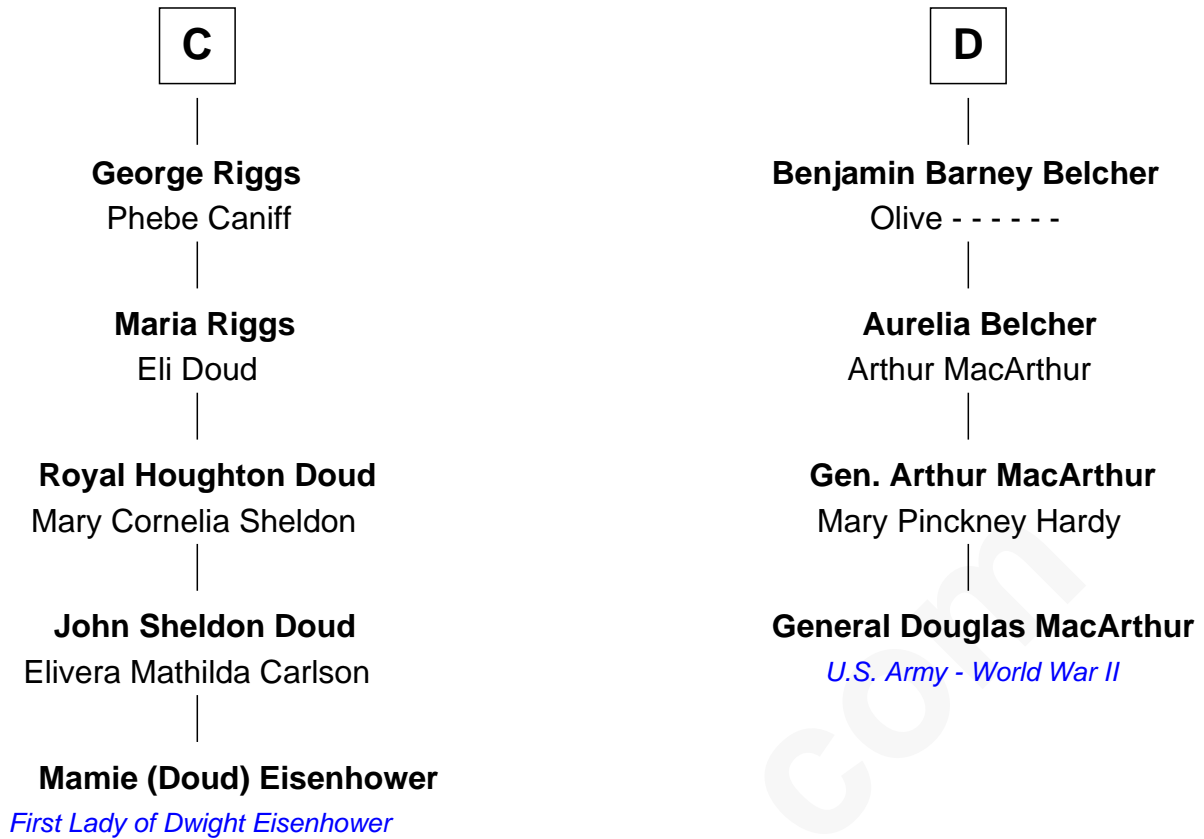 C
George Riggs
Phebe Caniff
Maria Riggs
Eli Doud
Royal Houghton Doud
Mary Cornelia Sheldon
John Sheldon Doud
Elivera Mathilda Carlson
Mamie (Doud) Eisenhower
First Lady of Dwight Eisenhower
D
Benjamin Barney Belcher
Olive - - - - - -
Aurelia Belcher
Arthur MacArthur
Gen. Arthur MacArthur
Mary Pinckney Hardy
General Douglas MacArthur
U.S. Army - World War II
com